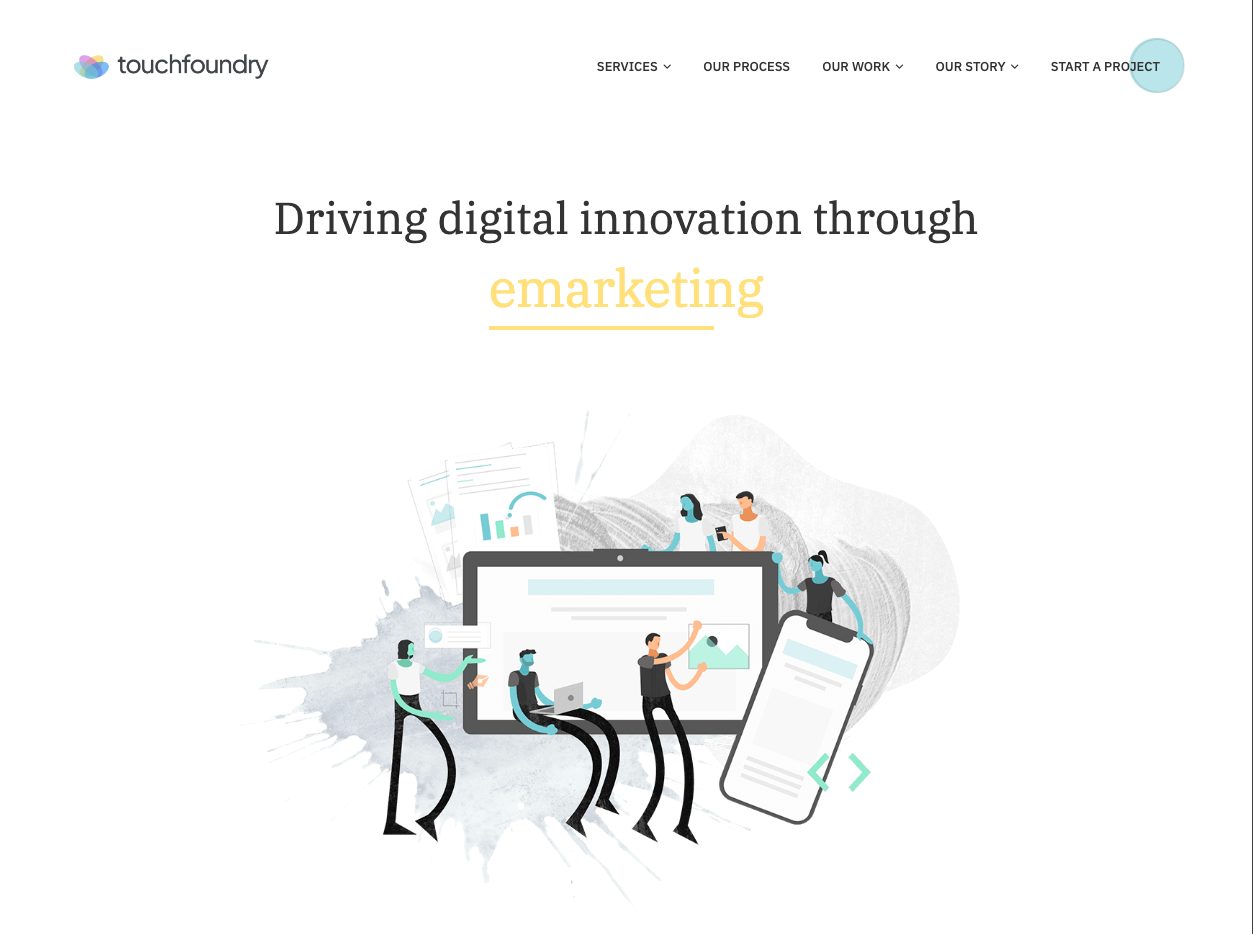 touchfoundry
SERVICES OUR PROCESS OUR WORK OUR STORY START A PROJECT
Driving digital innovation through
emarketing